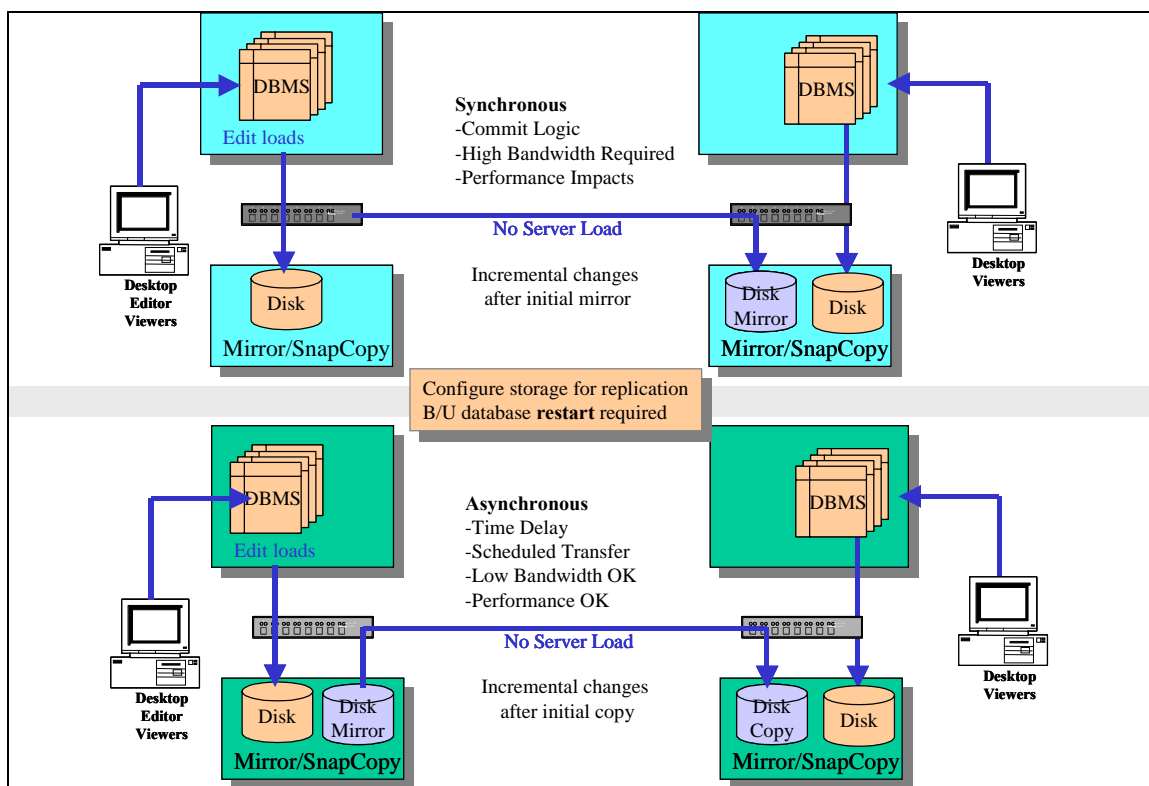 DBMS
Edit loads
Desktop
Editor
Viewers
Disk
Mirror/SnapCopy
Synchronous
-Commit Logic
-High Bandwidth Required
-Performance Impacts
No Server Load
Incremental changes
after initial mirror
DBMS
Desktop
Viewers
Disk
Mirror
Disk
Mirror/SnapCopy
Configure storage for replication
B/U database restart required
DBMS
Edit loads
Desktop
Editor
Viewers
Disk
Disk
Mirror
Mirror/SnapCopy
Asynchronous
-Time Delay
-Scheduled Transfer
-Low Bandwidth OK
-Performance OK
No Server Load
Incremental changes
after initial copy
DBMS
Desktop
Viewers
Disk
Copy
Disk
Mirror/SnapCopy